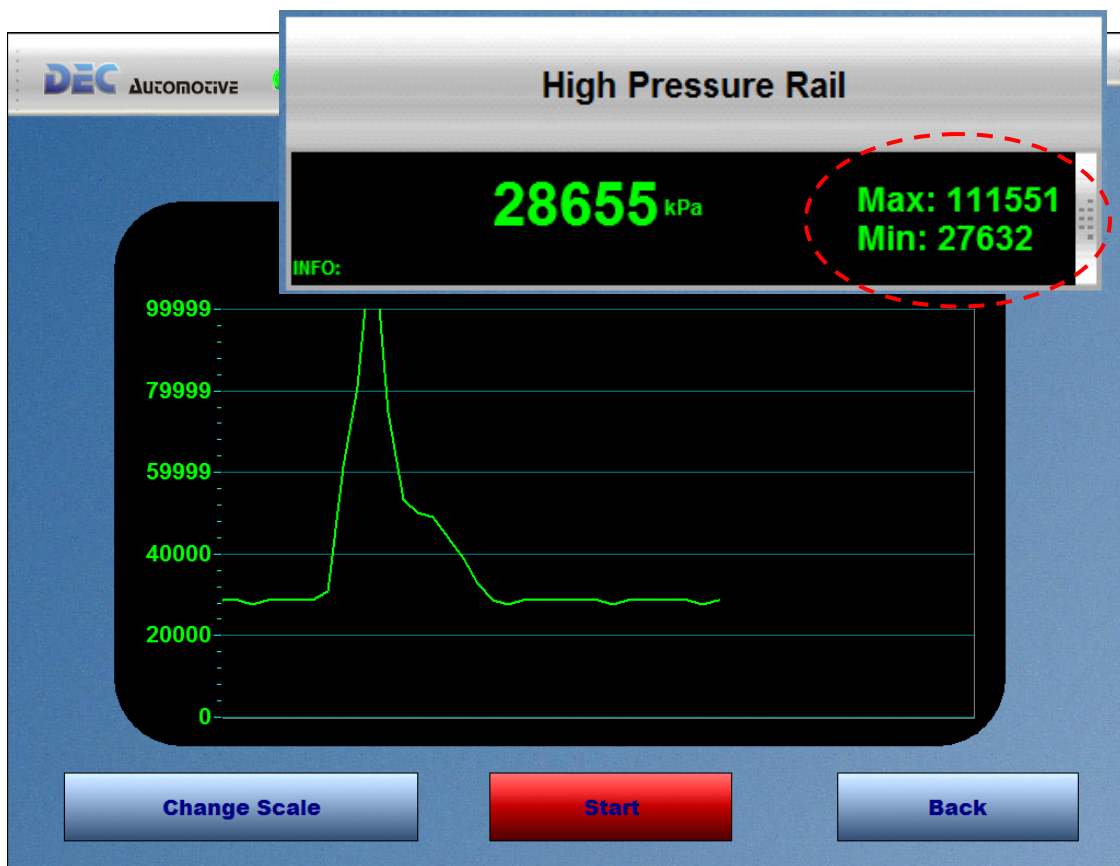 DEC Automotive
High Pressure Rail
28655 kPa
Max: 111551
Min: 27632
INFO:
99999
79999
59999
40000
20000
0
Change Scale
Start
Back